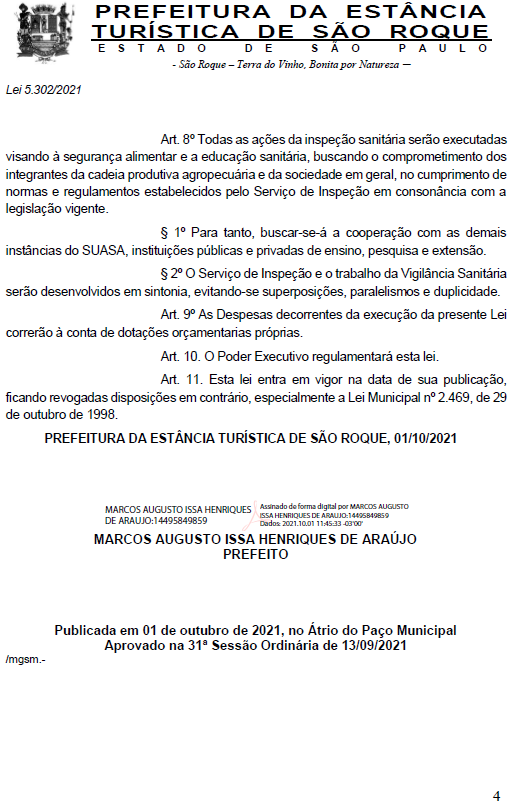 PREFEITURA DA ESTÂNCIA
TURÍSTICA DE SÃO ROQUE
ESTADO DE SÃO PAULO
- São Roque – Terra do Vinho, Bonita por Natureza –
Lei 5.302/2021
Art. 8º Todas as ações da inspeção sanitária serão executadas
visando à segurança alimentar e a educação sanitária, buscando o comprometimento dos
integrantes da cadeia produtiva agropecuária e da sociedade em geral, no cumprimento de
normas e regulamentos estabelecidos pelo Serviço de Inspeção em consonância com a
legislação vigente.
§ 1º Para tanto, buscar-se-á a cooperação com as demais
instâncias do SUASA, instituições públicas e privadas de ensino, pesquisa e extensão.
§ 2º O Serviço de Inspeção e o trabalho da Vigilância Sanitária
serão desenvolvidos em sintonia, evitando-se superposições, paralelismos e duplicidade.
Art. 9º As Despesas decorrentes da execução da presente Lei
correrão à conta de dotações orçamentarias próprias.
Art. 10. O Poder Executivo regulamentará esta lei.
Art. 11. Esta lei entra em vigor na data de sua publicação,
ficando revogadas disposições em contrário, especialmente a Lei Municipal nº 2.469, de 29
de outubro de 1998.
PREFEITURA DA ESTÂNCIA TURÍSTICA DE SÃO ROQUE, 01/10/2021
MARCOS AUGUSTO ISSA HENRIQUES
DE ARAUJO:14495849859
Assinado de forma digital por MARCOS AUGUSTO
ISSA HENRIQUES DE ARAUJO:14495849859
Dados: 2021.10.01 11:45:33 -03'00'
MARCOS AUGUSTO ISSA HENRIQUES DE ARAÚJO
PREFEITO
Publicada em 01 de outubro de 2021, no Átrio do Paço Municipal
Aprovado na 31ª Sessão Ordinária de 13/09/2021
/mgsm.-
4